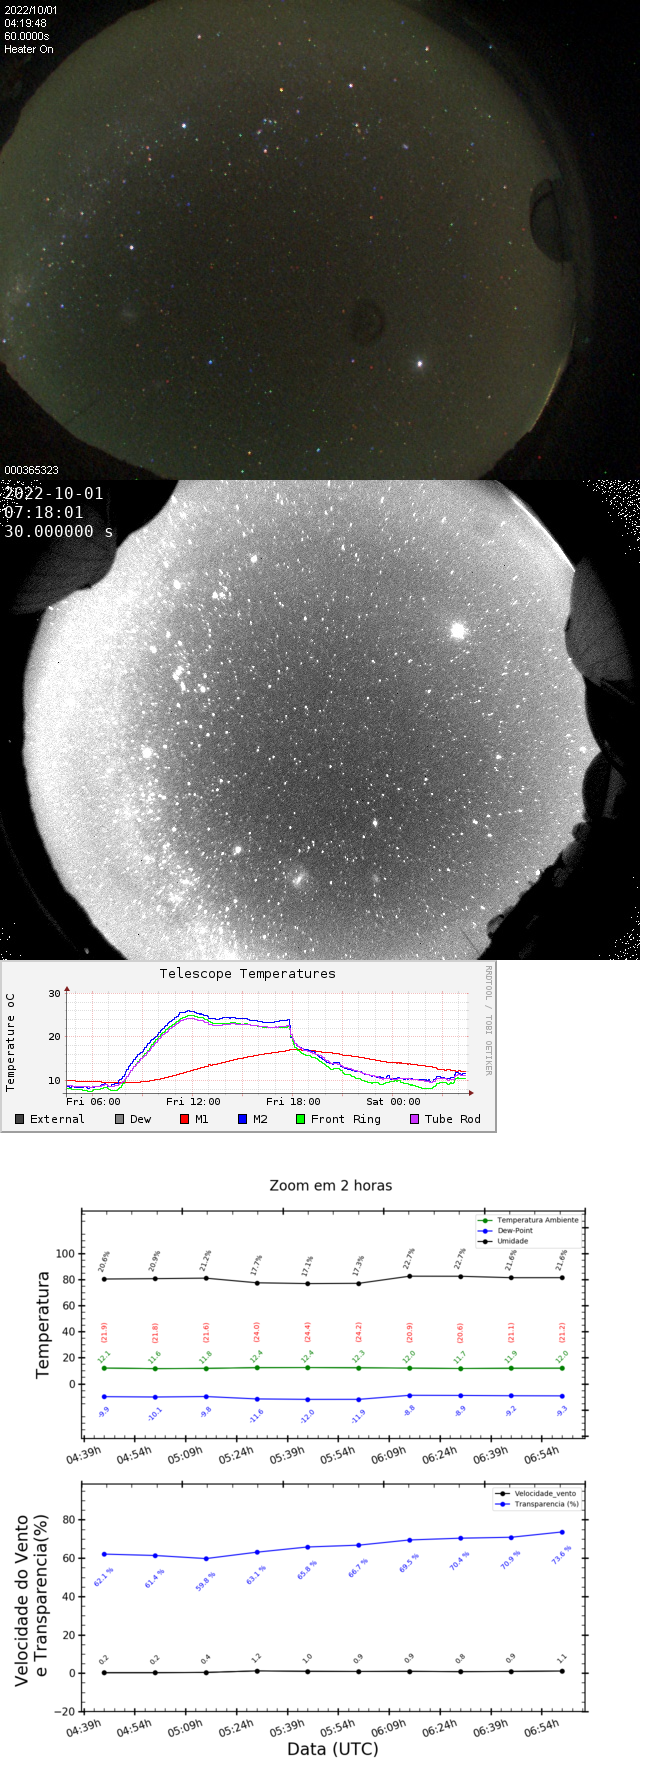 2022/10/01
04:19:48
60.0000s
Heater On
000365323
2022-10-01
07:18:01
30.000000 s
Telescope Temperatures
Temperature oC
30
20
10
Fri 06:00 Fri 12:00 Fri 18:00 Sat 00:00
External Dew M1 M2 Front Ring Tube Rod
RRDTOOL / TOBI OETIKER
Zoom em 2 horas
Temperatura Ambiente
Dew-Point
Umidade
Temperatura
100
80
60
40
20
0
20.6% 20.9% 21.2% 17.7% 17.1% 17.3% 22.7% 22.7% 21.6% 21.6%
(21.9) (21.8) (21.6) (24.0) (24.4) (24.2) (20.9) (20.6) (21.1) (21.2)
12.1 11.6 11.8 12.4 12.4 12.3 12.0 11.7 11.9 12.0
-9.9 -10.1 -9.8 -11.6 -12.0 -11.9 -8.8 -8.9 -9.2 -9.3
04:39h 04:54h 05:09h 05:24h 05:39h 05:54h 06:09h 06:24h 06:39h 06:54h
Velocidade_vento
Transparencia (%)
Velocidade do Vento
e Transparencia(%)
80
60
40
20
0
−20
62.1 % 61.4 % 59.8 % 63.1 % 65.8 % 66.7 % 69.5 % 70.4 % 70.9 % 73.6 %
0.2 0.2 0.4 1.2 1.0 0.9 0.9 0.8 0.9 1.1
04:39h 04:54h 05:09h 05:24h 05:39h 05:54h 06:09h 06:24h 06:39h 06:54h
Data (UTC)